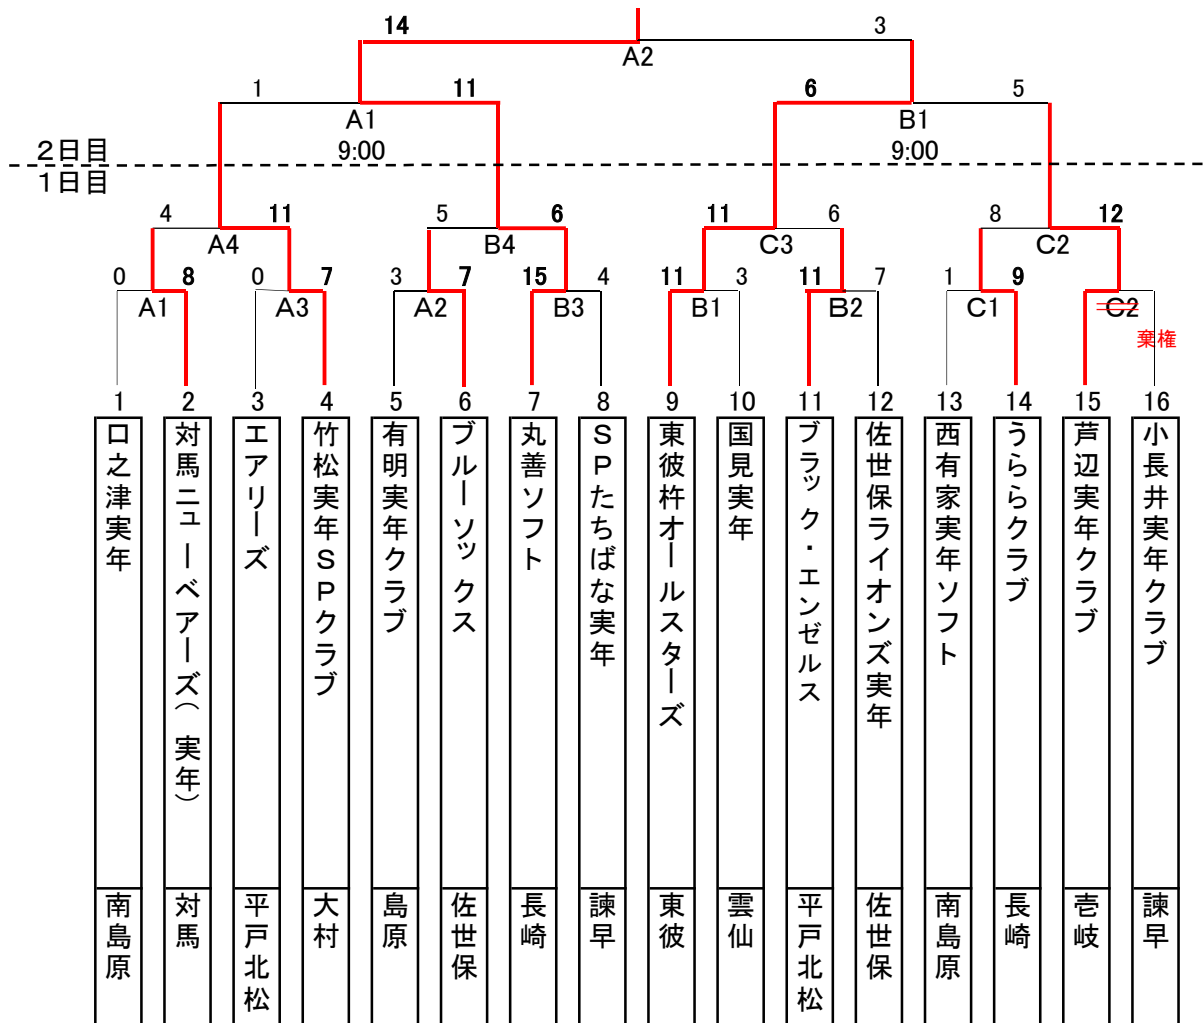 14 3
A2
1 11 6 5
A1 B1
2日目 9:00 9:00
1日目
4 11 5 6 11 6 8 12
A4 B4 C3 C2
0 8 0 7 3 7 15 4 11 3 11 7 1 9
A1 A3 A2 B3 B1 B2 C1 C2
棄権
1 2 3 4 5 6 7 8 9 10 11 12 13 14 15 16
口之津実年
対馬ニューベアーズ(実年)
エアリーズ
竹松実年SPクラブ
有明実年クラブ
ブルーソックス
丸善ソフト
SPたちばな実年
東彼杵オールスターズ
国見実年
ブラック・エンゼルス
佐世保ライオンズ実年
西有家実年ソフト
うららクラブ
芦辺実年クラブ
小長井実年クラブ
南島原
対馬
平戸北松
大村
島原
佐世保
長崎
諫早
東彼
雲仙
平戸北松
佐世保
南島原
長崎
壱岐
諫早